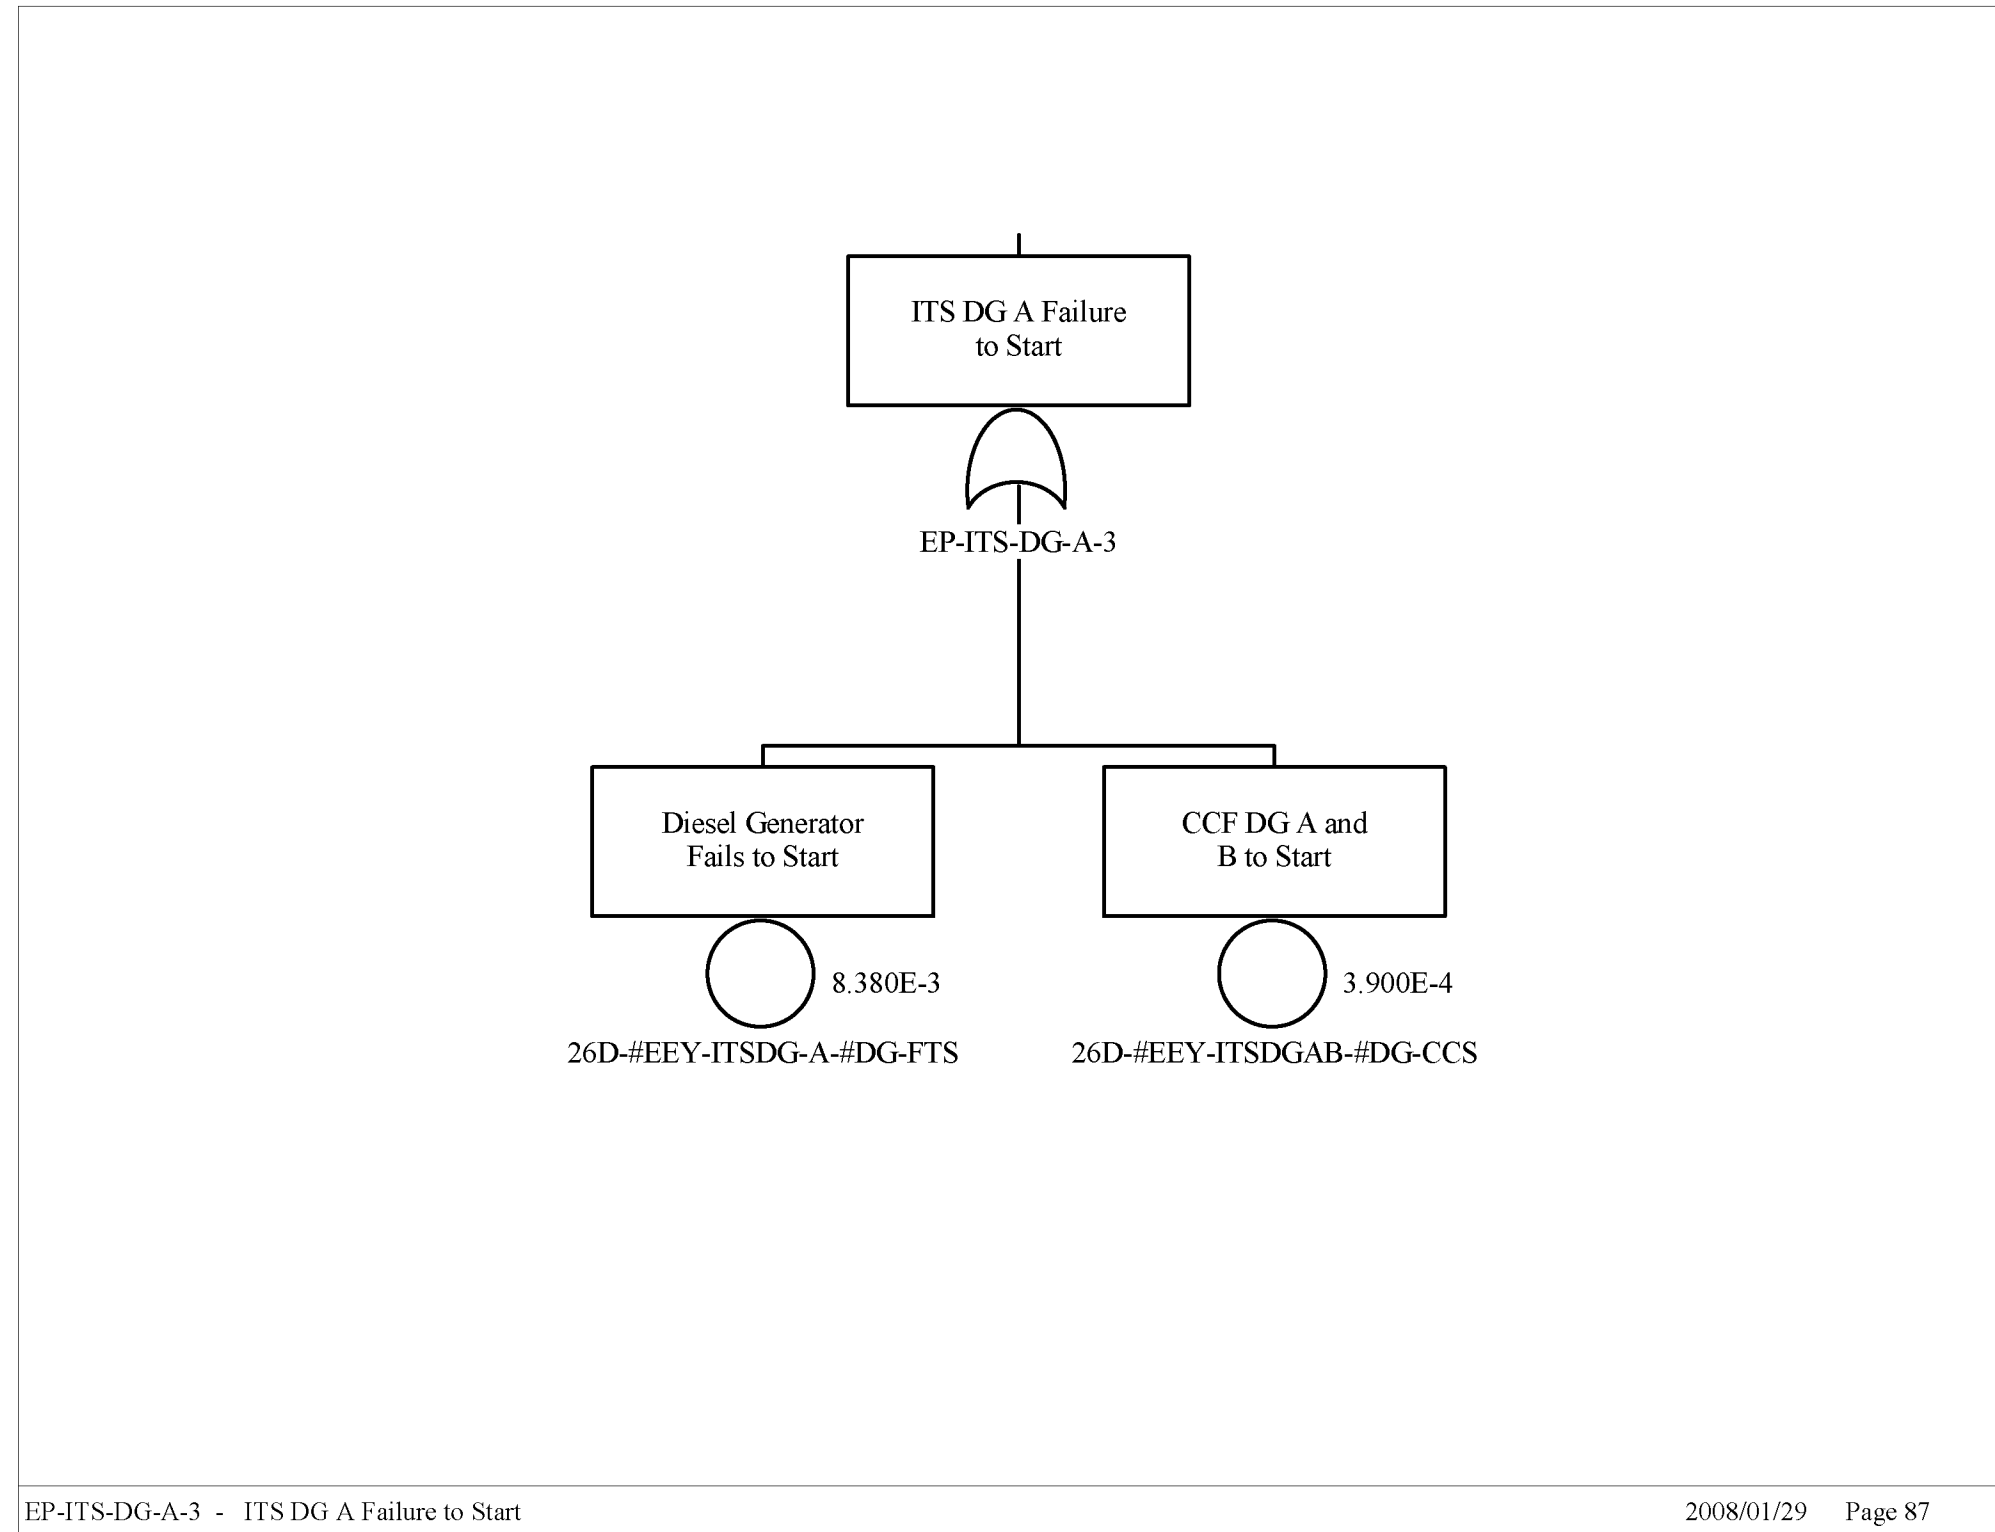 ITS DG A Failure
to Start
EP-ITS-DG-A-3
Diesel Generator
Fails to Start
CCF DG A and
B to Start
8.380E-3
3.900E-4
26D-#EEY-ITSDG-A-#DG-FTS
26D-#EEY-ITSDGAB-#DG-CCS
EP-ITS-DG-A-3 - ITS DG A Failure to Start
2008/01/29 Page 87